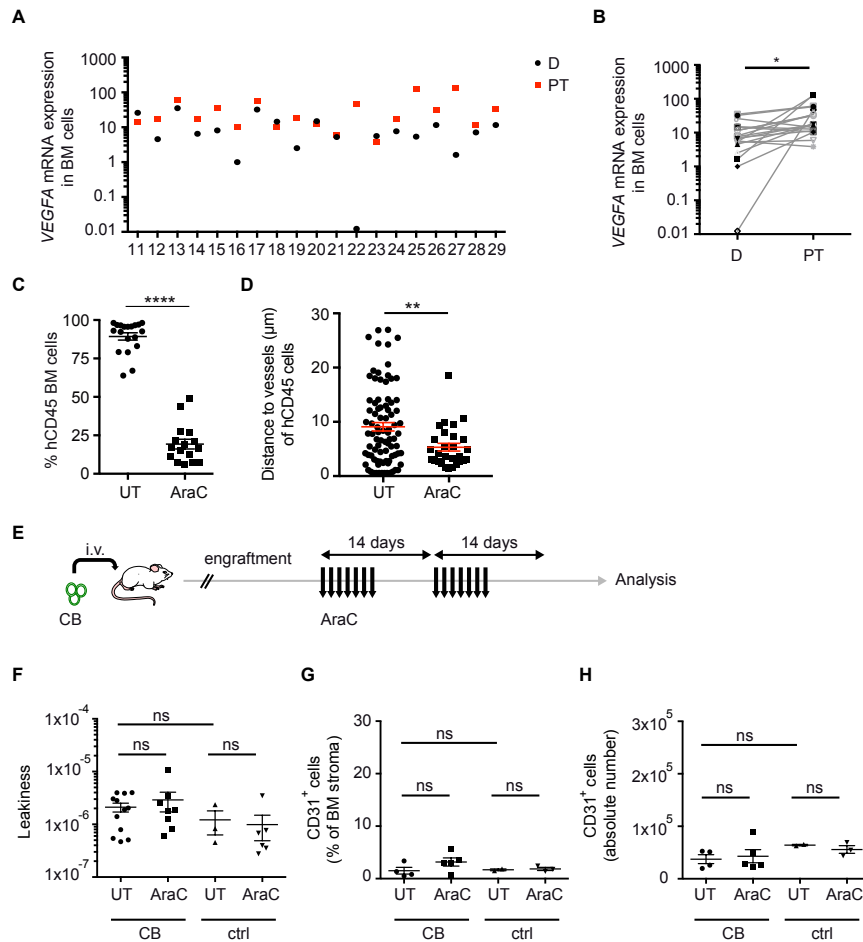 A
VEGFA mRNA expression
in BM cells
1000
100
10
1
0.1
0.01
11 12 13 14 15 16 17 18 19 20 21 22 23 24 25 26 27 28 29
D
PT
B
VEGFA mRNA expression
in BM cells
1000
100
10
1
0.1
0.01
*
D PT
C
% hCD45 BM cells
100
75
50
25
0
****
UT AraC
D
Distance to vessels (μm)
of hCD45 cells
30
20
10
0
**
UT AraC
E
i.v.
CB
engraftment
14 days 14 days
AraC
Analysis
F
Leakiness
1x10⁻⁴
1x10⁻⁵
1x10⁻⁶
1x10⁻⁷
ns
ns ns
UT AraC UT AraC
CB ctrl
G
CD31⁺ cells
(% of BM stroma)
30
20
10
0
ns
ns ns
UT AraC UT AraC
CB ctrl
H
CD31⁺ cells
(absolute number)
3x10⁵
2x10⁵
1x10⁵
0
ns
ns ns
UT AraC UT AraC
CB ctrl